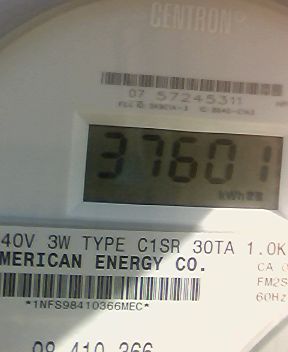 CENTRON®
07 57245311
37601
kWh
40V 3W TYPE C1SR 30TA 1.0K
MERICAN ENERGY CO.
CA 0
FM2S
60Hz
*1NFS98410366MEC*
98 410 366